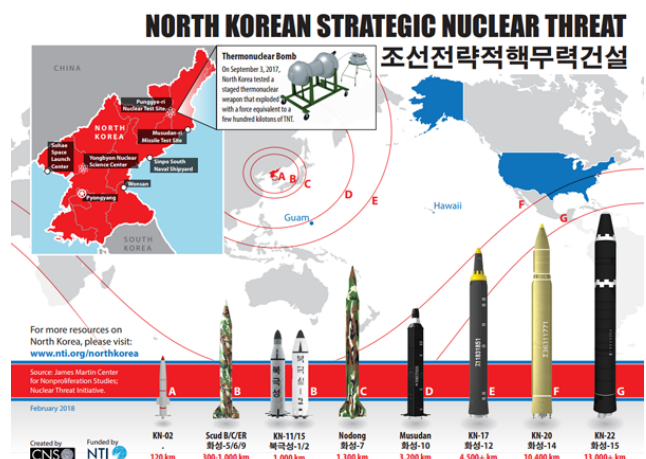 NORTH KOREAN STRATEGIC NUCLEAR THREAT
조선전략적핵무력건설
CHINA
Thermonuclear Bomb
On September 3, 2017,
North Korea tested a
staged thermonuclear
weapon that exploded
with a force equivalent to a
few hundred kilotons of TNT.
Punggye-ri
Nuclear Test Site
NORTH
KOREA
Musudan-ri
Missile Test Site
Sohae
Space
Launch
Center
Yongbyon Nuclear
Science Center
Sinpo South
Naval Shipyard
Wonsan
Pyongyang
SOUTH
KOREA
A B C D E
Guam
Hawaii
F
G
For more resources on
North Korea, please visit:
www.nti.org/northkorea
Source: James Martin Center
for Nonproliferation Studies;
Nuclear Threat Initiative.
February 2018
Created by
CNS
Funded by
NTI
북극성
A B B C D E F G
KN-02 Scud B/C/ER KN-11/15 Nodong Musudan KN-17 KN-20 KN-22
- 화성-5/6/9 북극성-1/2 화성-7 화성-10 화성-12 화성-14 화성-15
120 km 300-1,000 km 1,000 km 1,300 km 3,200 km 4,500+ km 10,400 km 13,000+ km